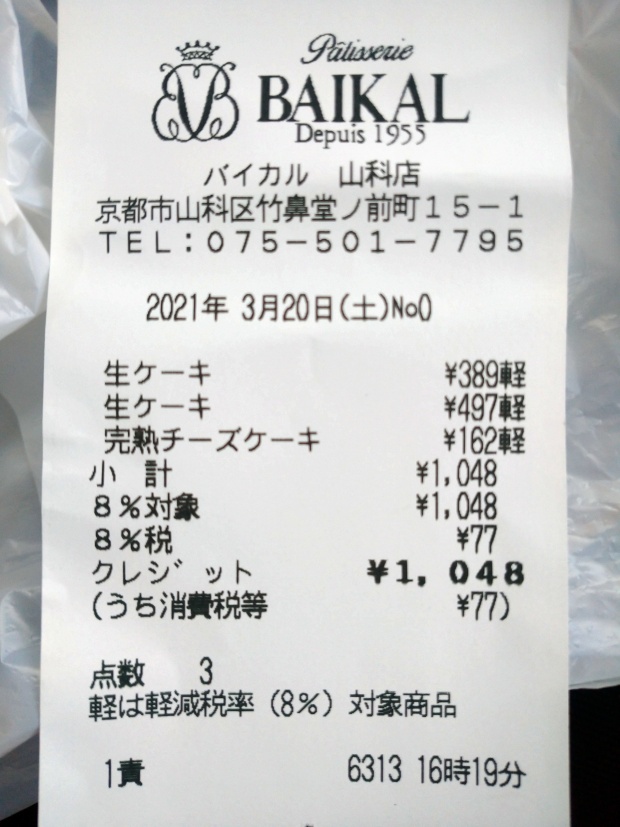 Pâtisserie
BAIKAL
Depuis 1955
バイカル 山科店
京都市山科区竹鼻堂ノ前町15-1
TEL:075-501-7795
2021年 3月20日(土)No0
生ケーキ ¥389軽
生ケーキ ¥497軽
完熟チーズケーキ ¥162軽
小 計 ¥1,048
8%対象 ¥1,048
8%税 ¥77
クレジット ¥1,048
(うち消費税等 ¥77)
点数 3
軽は軽減税率(8%)対象商品
1責 6313 16時19分